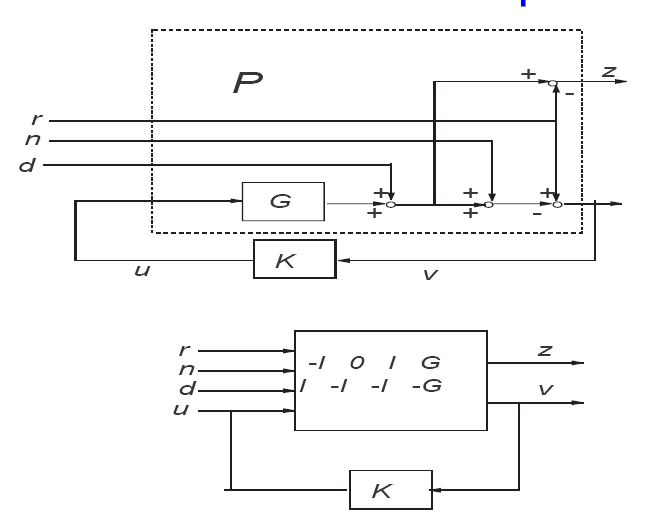 P
+ z
-
r
n
d
+ + +
G
+ + -
K
u v
r z
-I 0 I G
n
d I -I -I -G v
u
K